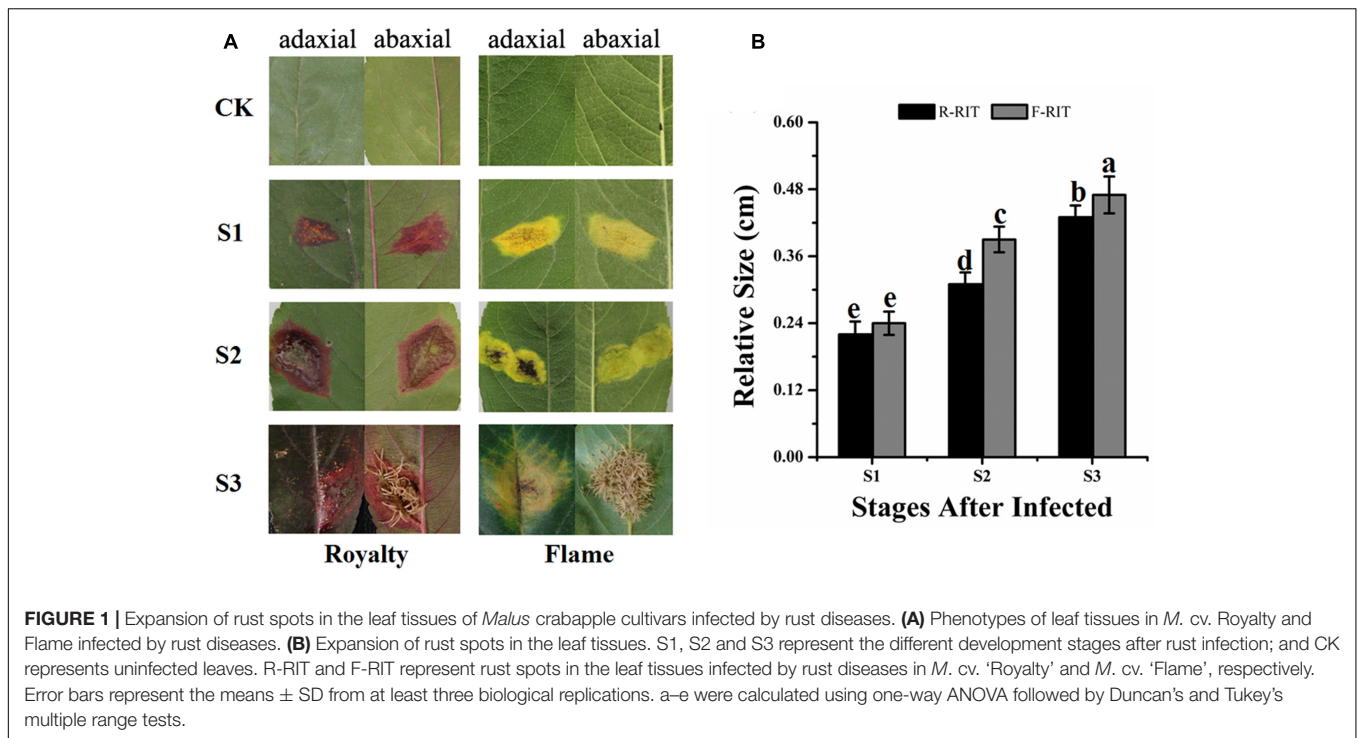 A
adaxial abaxial adaxial abaxial
CK
S1
S2
S3
Royalty Flame
B
R-RIT F-RIT
0.60
0.48
0.36
0.24
0.12
0.00
Relative Size (cm)
e e d c b a
S1 S2 S3
Stages After Infected
FIGURE 1 | Expansion of rust spots in the leaf tissues of Malus crabapple cultivars infected by rust diseases. (A) Phenotypes of leaf tissues in M. cv. Royalty and
Flame infected by rust diseases. (B) Expansion of rust spots in the leaf tissues. S1, S2 and S3 represent the different development stages after rust infection; and CK
represents uninfected leaves. R-RIT and F-RIT represent rust spots in the leaf tissues infected by rust diseases in M. cv. ‘Royalty’ and M. cv. ‘Flame’, respectively.
Error bars represent the means ± SD from at least three biological replications. a–e were calculated using one-way ANOVA followed by Duncan’s and Tukey’s
multiple range tests.